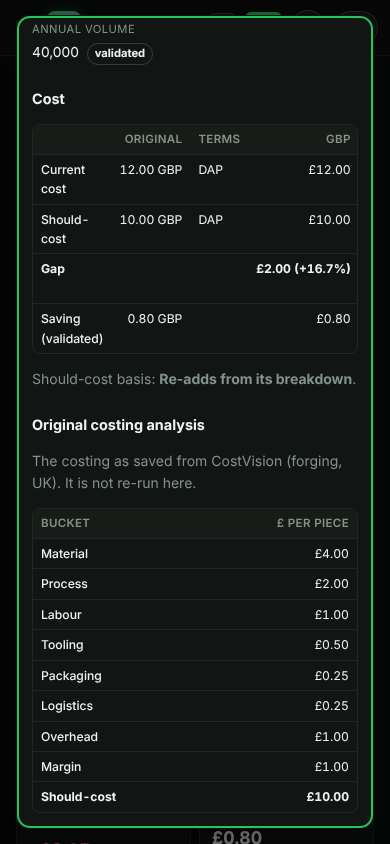 ANNUAL VOLUME
40,000 validated
Cost
ORIGINAL TERMS GBP
Current cost 12.00 GBP DAP £12.00
Should-cost 10.00 GBP DAP £10.00
Gap £2.00 (+16.7%)
Saving (validated) 0.80 GBP £0.80
Should-cost basis: Re-adds from its breakdown.
Original costing analysis
The costing as saved from CostVision (forging,
UK). It is not re-run here.
BUCKET £ PER PIECE
Material £4.00
Process £2.00
Labour £1.00
Tooling £0.50
Packaging £0.25
Logistics £0.25
Overhead £1.00
Margin £1.00
Should-cost £10.00
£0.80